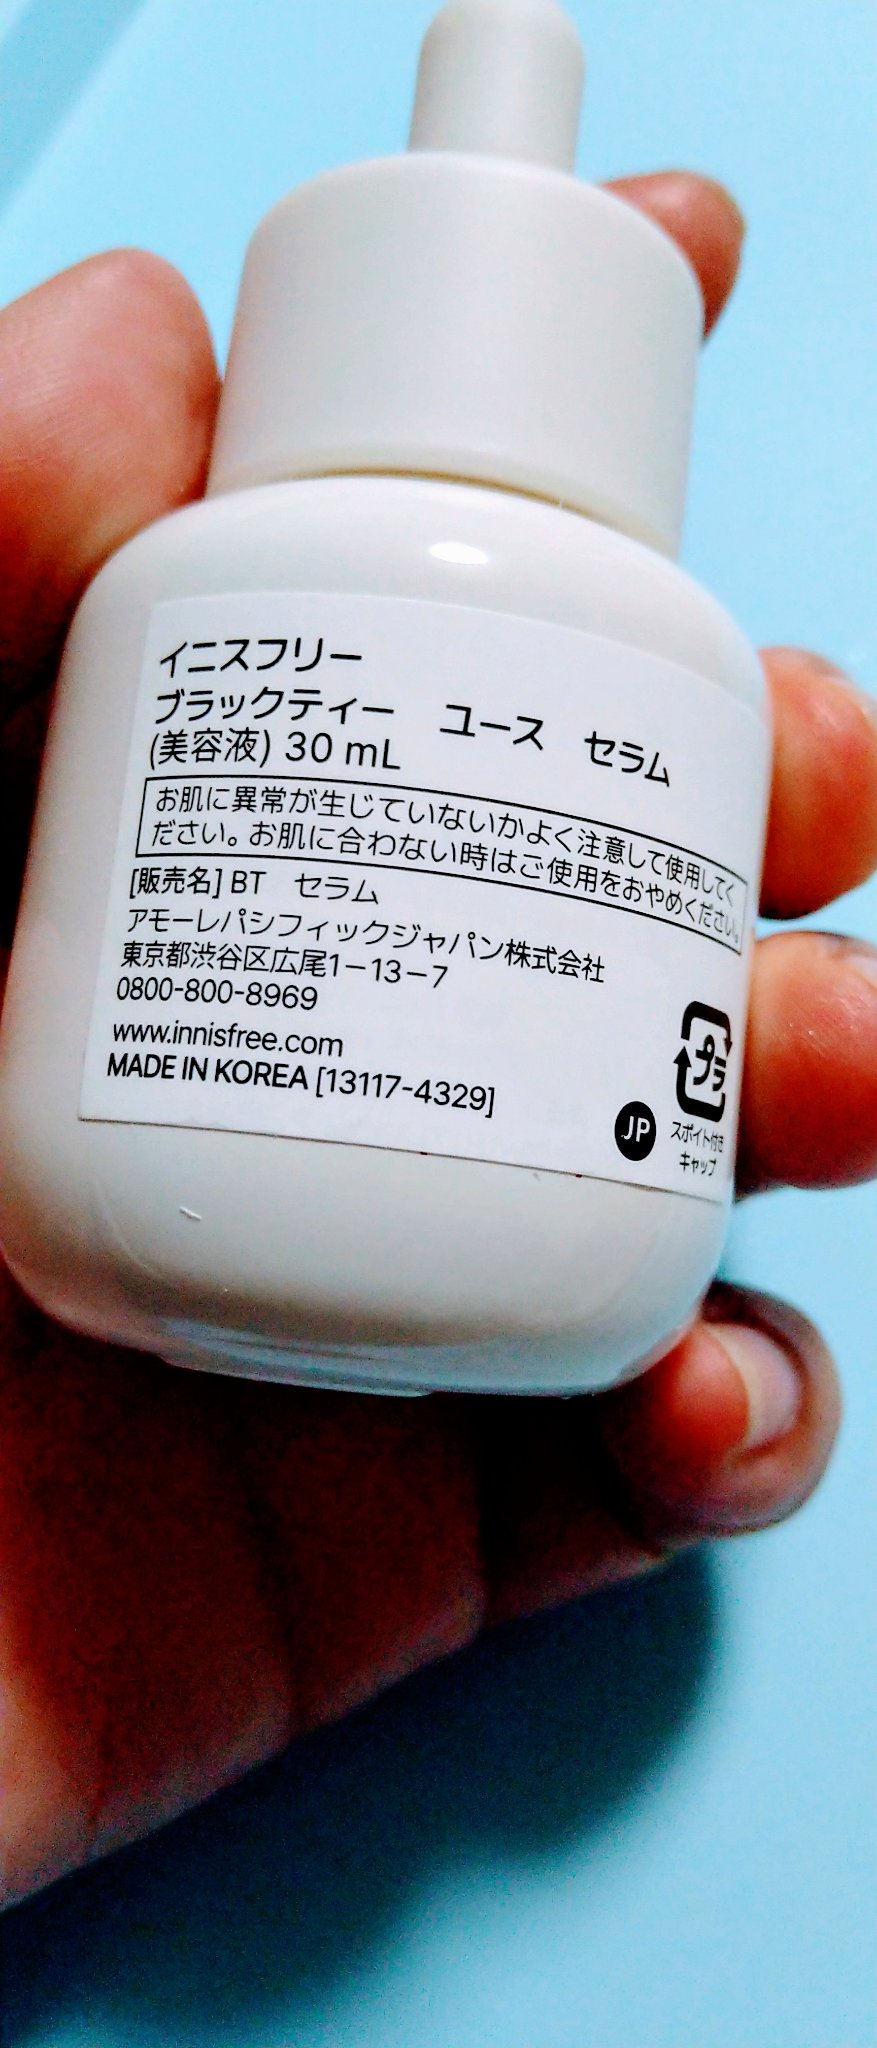 イニスフリー
ブラックティー　ユース　セラム
(美容液) 30 mL
お肌に異常が生じていないかよく注意して使用してく
ださい。お肌に合わない時はご使用をおやめください。
[販売名] BT　セラム
アモーレパシフィックジャパン株式会社
東京都渋谷区広尾1－13－7
0800-800-8969
www.innisfree.com
MADE IN KOREA [13117-4329]
プラ
JP
スポイト付き
キャップ